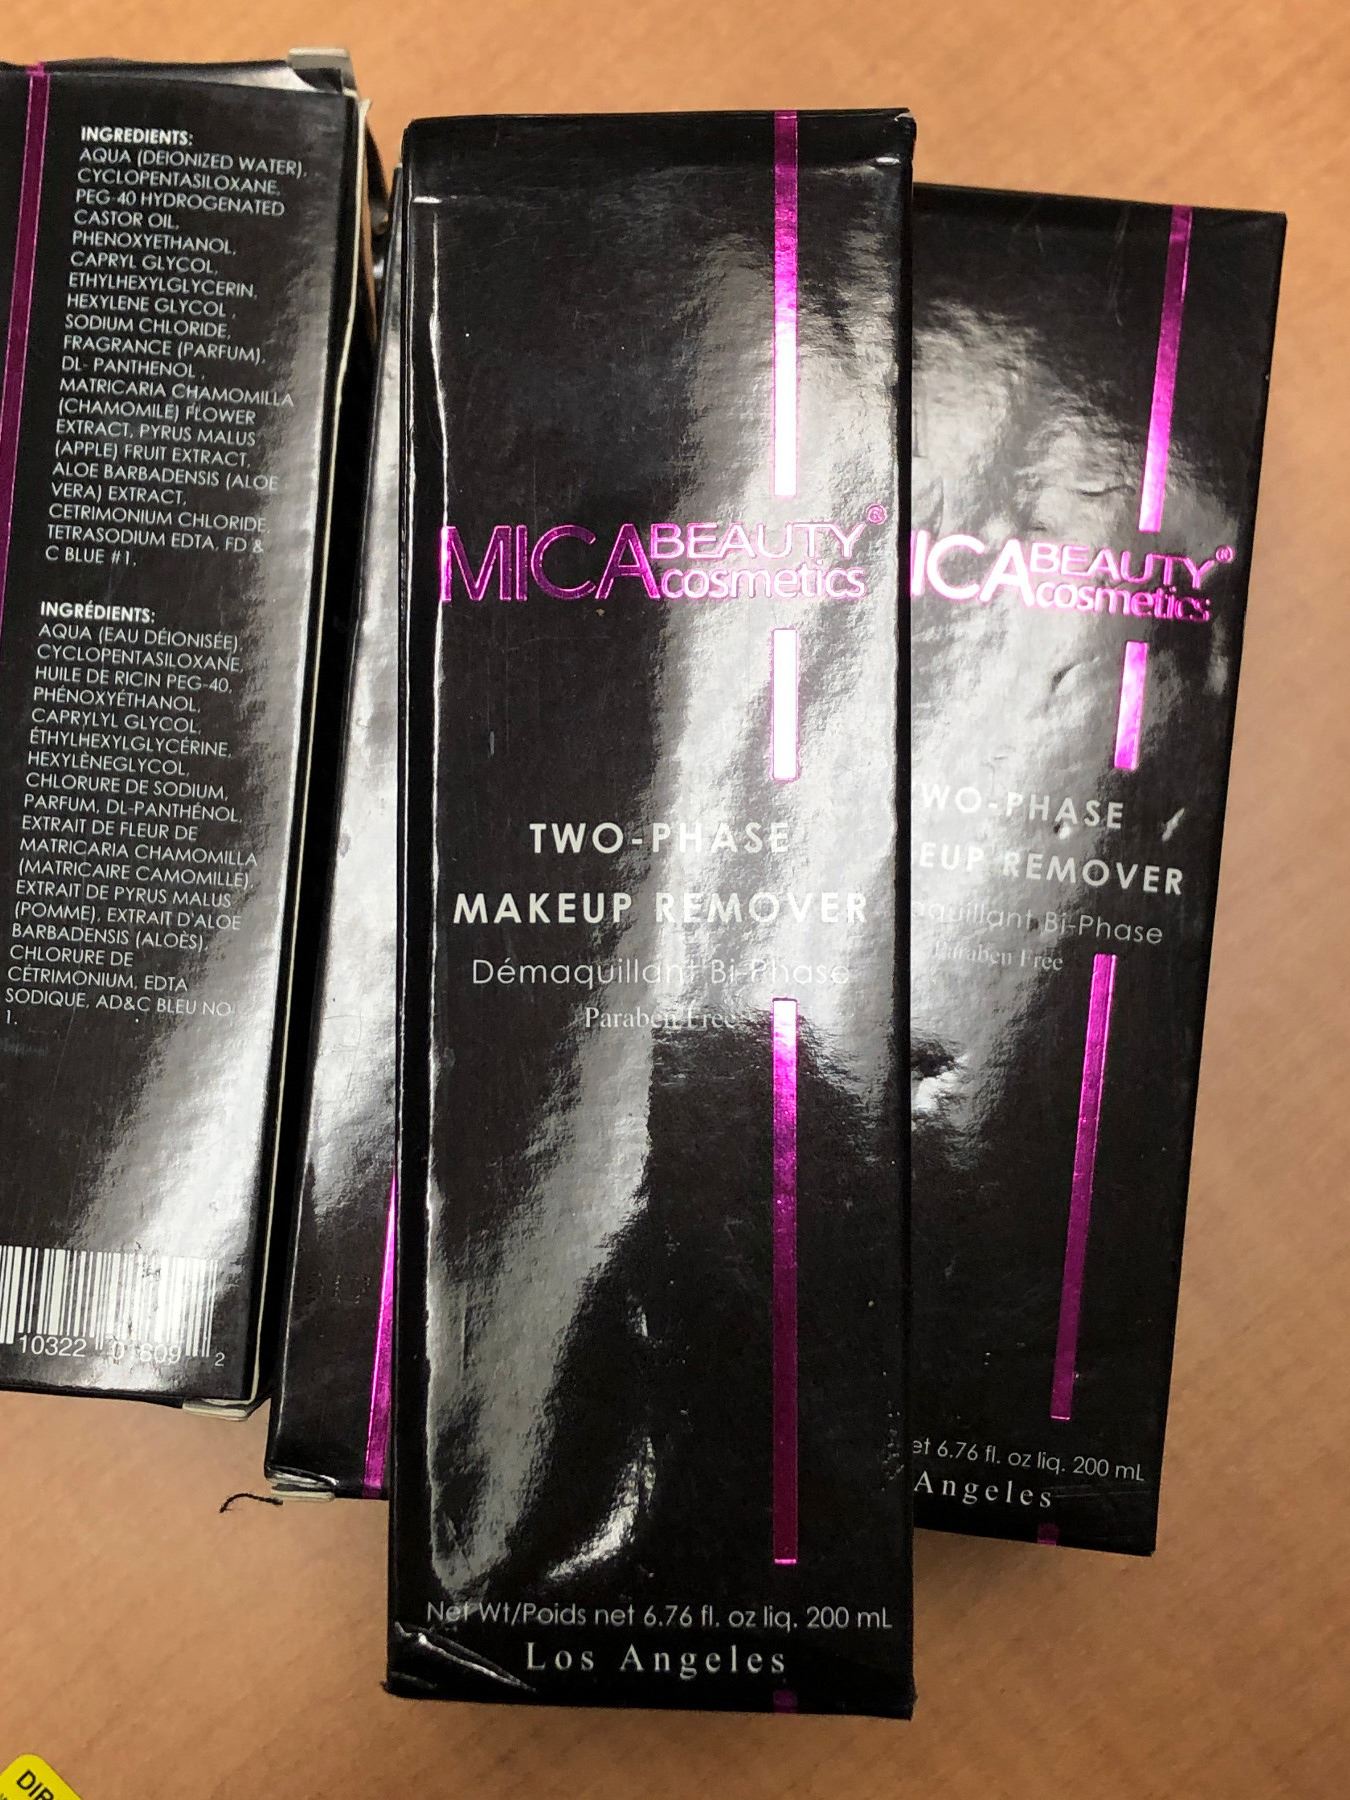 INGREDIENTS:
AQUA (DEIONIZED WATER),
CYCLOPENTASILOXANE,
PEG-40 HYDROGENATED
CASTOR OIL,
PHENOXYETHANOL,
CAPRYL GLYCOL,
ETHYLHEXYLGLYCERIN,
HEXYLENE GLYCOL ,
SODIUM CHLORIDE,
FRAGRANCE (PARFUM),
DL- PANTHENOL ,
MATRICARIA CHAMOMILLA
(CHAMOMILE) FLOWER
EXTRACT, PYRUS MALUS
(APPLE) FRUIT EXTRACT,
ALOE BARBADENSIS (ALOE
VERA) EXTRACT,
CETRIMONIUM CHLORIDE,
TETRASODIUM EDTA, FD &
C BLUE #1.
INGRÉDIENTS:
AQUA (EAU DÉIONISÉE),
CYCLOPENTASILOXANE,
HUILE DE RICIN PEG-40,
PHÉNOXYÉTHANOL,
CAPRYLYL GLYCOL,
ÉTHYLHEXYLGLYCÉRINE,
HEXYLÈNEGLYCOL,
CHLORURE DE SODIUM,
PARFUM, DL-PANTHÉNOL,
EXTRAIT DE FLEUR DE
MATRICARIA CHAMOMILLA
(MATRICAIRE CAMOMILLE),
EXTRAIT DE PYRUS MALUS
(POMME), EXTRAIT D'ALOE
BARBADENSIS (ALOÈS),
CHLORURE DE
CÉTRIMONIUM, EDTA
SODIQUE, AD&C BLEU NO
1.
10322 01609 2
MICA BEAUTY®
cosmetics
TWO-PHASE
MAKEUP REMOVER
Démaquillant Bi-Phase
Paraben Free
Net Wt/Poids net 6.76 fl. oz liq. 200 mL
Los Angeles
ICA BEAUTY®
cosmetics
WO-PHASE
EUP REMOVER
aquillant Bi-Phase
Paraben Free
et 6.76 fl. oz liq. 200 mL
Angeles